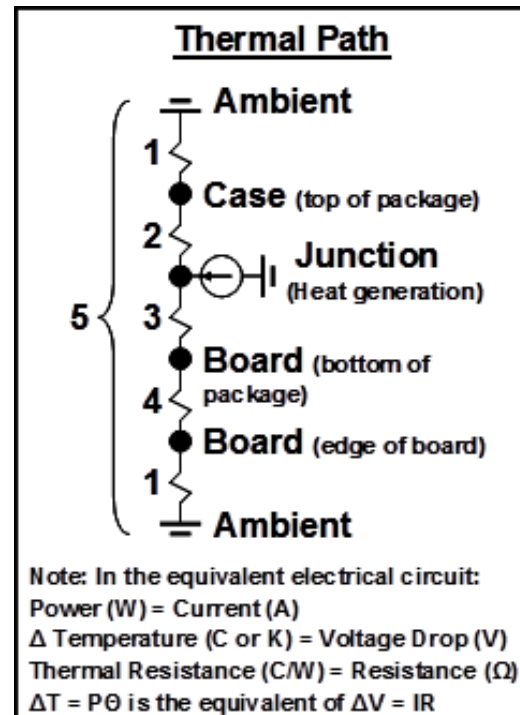 Thermal Path
Ambient
1
Case (top of package)
2
Junction
(Heat generation)
5
3
Board (bottom of
package)
4
Board (edge of board)
1
Ambient
Note: In the equivalent electrical circuit:
Power (W) = Current (A)
Δ Temperature (C or K) = Voltage Drop (V)
Thermal Resistance (C/W) = Resistance (Ω)
ΔT = PΘ is the equivalent of ΔV = IR